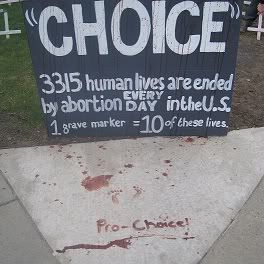 "CHOICE"
3315 human lives are ended
by abortion EVERY DAY in the U.S.
1 grave marker = 10 of these lives.
Pro-Choice!